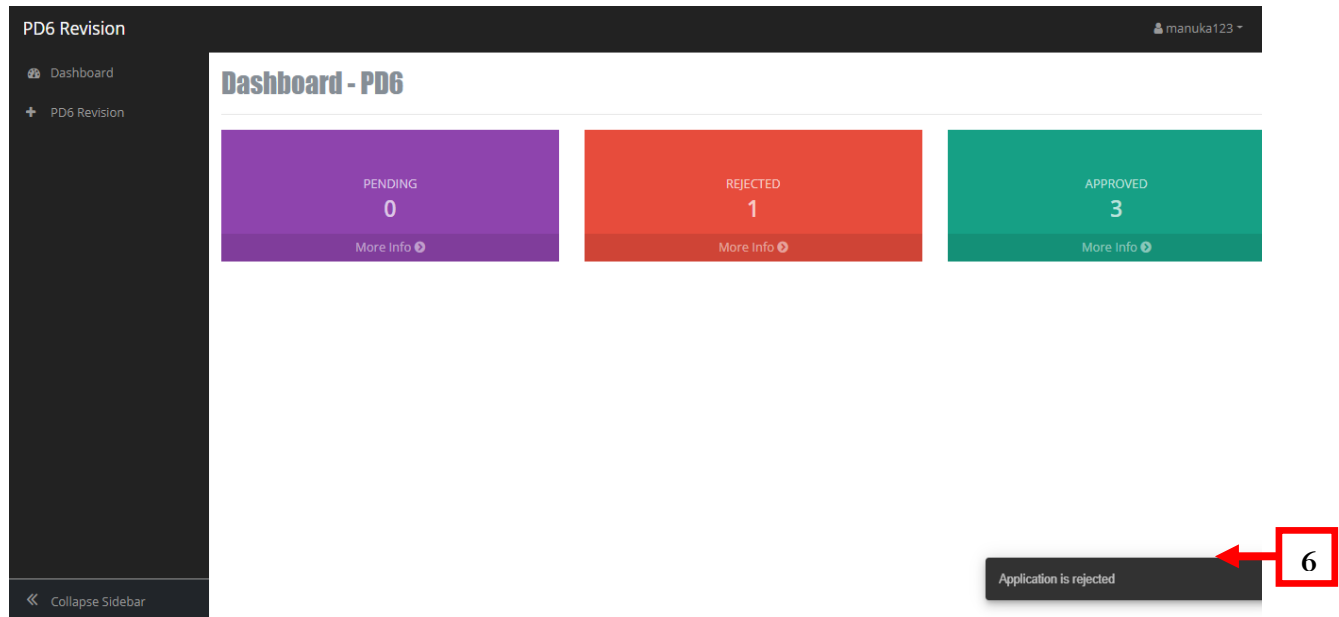 PD6 Revision
manuka123
Dashboard
PD6 Revision
Dashboard - PD6
PENDING
0
More Info
REJECTED
1
More Info
APPROVED
3
More Info
Application is rejected
6
Collapse Sidebar